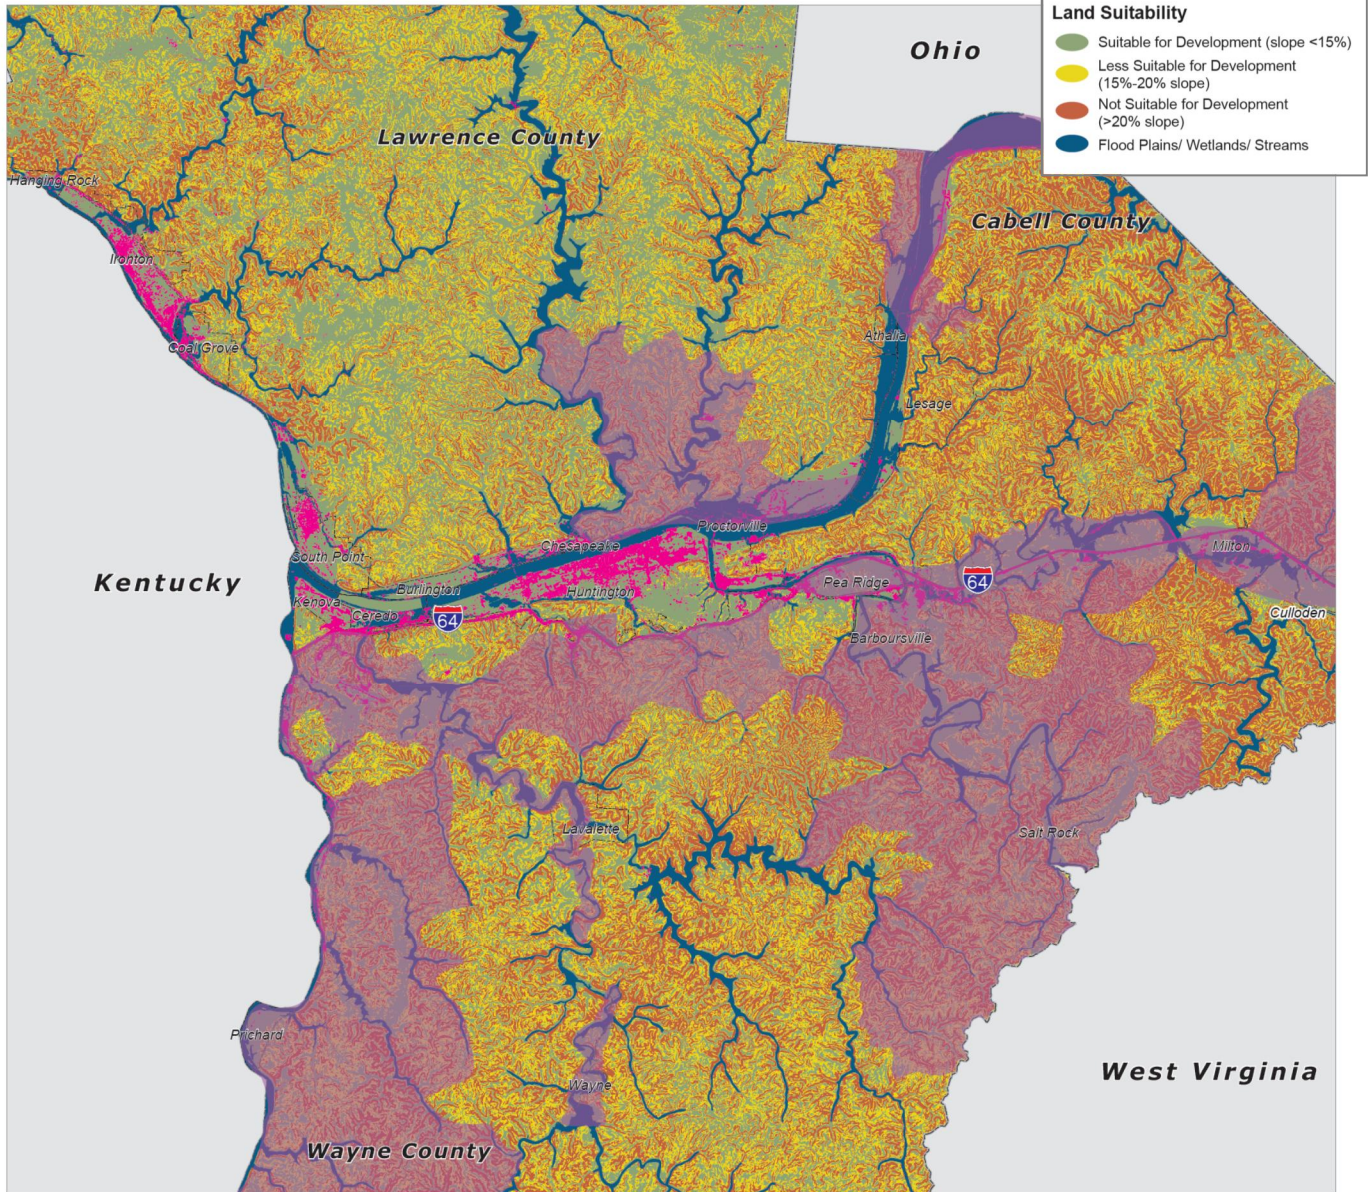 Land Suitability
Suitable for Development (slope <15%)
Less Suitable for Development
(15%-20% slope)
Not Suitable for Development
(>20% slope)
Flood Plains/ Wetlands/ Streams
Ohio
Lawrence County
Hanging Rock
Cabell County
Ironton
Athalia
Coal Grove
Lesage
Proctorville
Chesapeake
Milton
South Point
Kentucky
64
Pea Ridge
Burlington
Huntington
Kenova
Ceredo
64
Culloden
Barboursville
Lavalette
Salt Rock
Prichard
West Virginia
Wayne
Wayne County